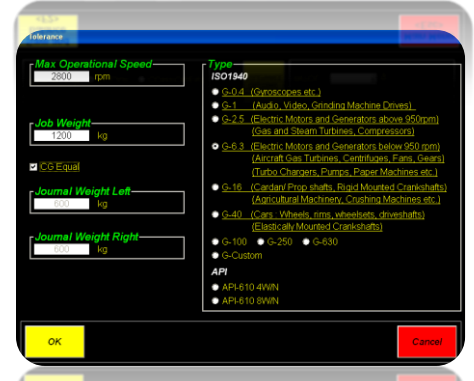 Tolerance
Max Operational Speed
2800 rpm
Job Weight
1200 kg
CG Equal
Journal Weight Left
600 kg
Journal Weight Right
600 kg
Type
ISO1940
G-0.4 (Gyroscopes etc.)
G-1 (Audio, Video, Grinding Machine Drives)
G-2.5 (Electric Motors and Generators above 950rpm)
(Gas and Steam Turbines, Compressors)
G-6.3 (Electric Motors and Generators below 950 rpm)
(Aircraft Gas Turbines, Centrifuges, Fans, Gears)
(Turbo Chargers, Pumps, Paper Machines etc.)
G-16 (Cardan/ Prop shafts, Rigid Mounted Crankshafts)
(Agricultural Machinery, Crushing Machines etc.)
G-40 (Cars : Wheels, rims, wheelsets, driveshafts)
(Elastically Mounted Crankshafts)
G-100 G-250 G-630
G-Custom
API
API-610 4W/N
API-610 8W/N
OK
Cancel